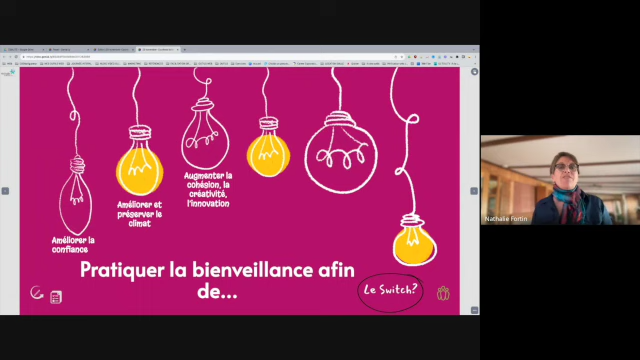 Améliorer la
confiance
Améliorer et
préserver le
climat
Augmenter la
cohésion, la
créativité,
l'innovation
Pratiquer la bienveillance afin
de...
Le Switch?
Nathalie Fortin